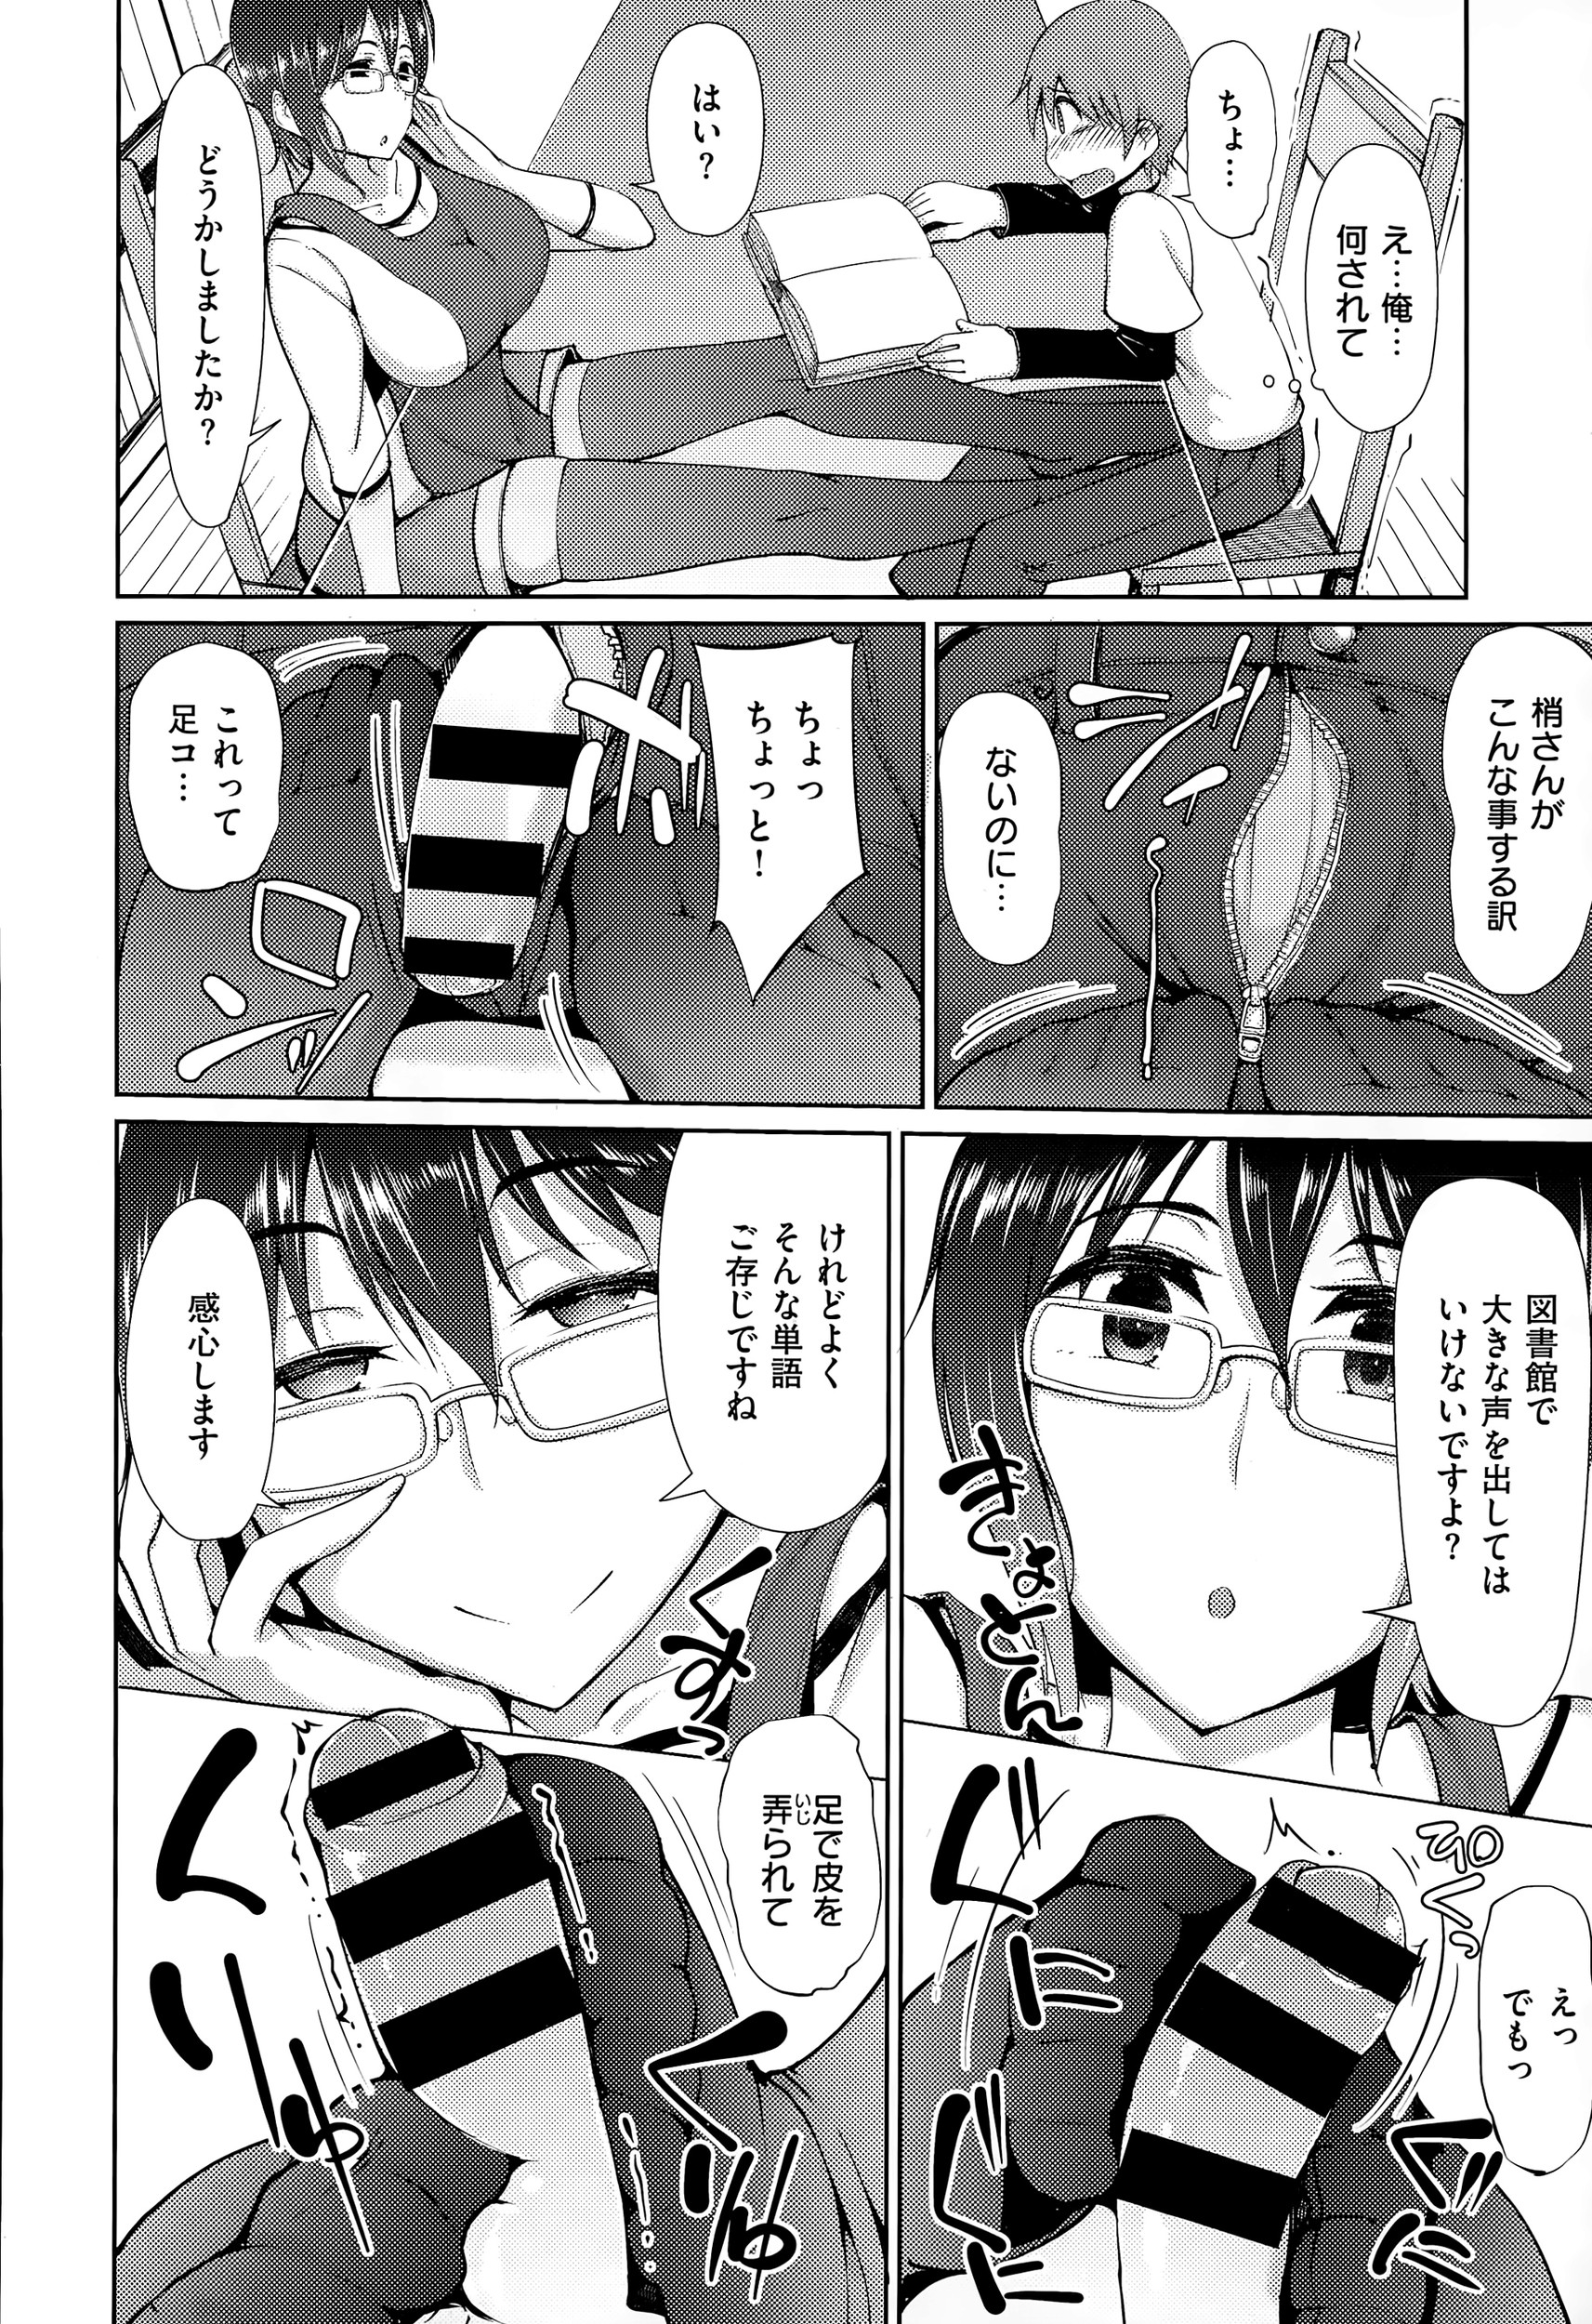 ちょ…
え…俺…
何されて
はい?
どうかしましたか?
梢さんが
こんな事する訳
ないのに…
ちょっ
ちょっと!
これって
足コ…
図書館で
大きな声を出しては
いけないですよ?
きょとん
えっ
でもっ
けれどよく
そんな単語
ご存じですね
感心します
くすっ
足で皮を
弄られて
いじ